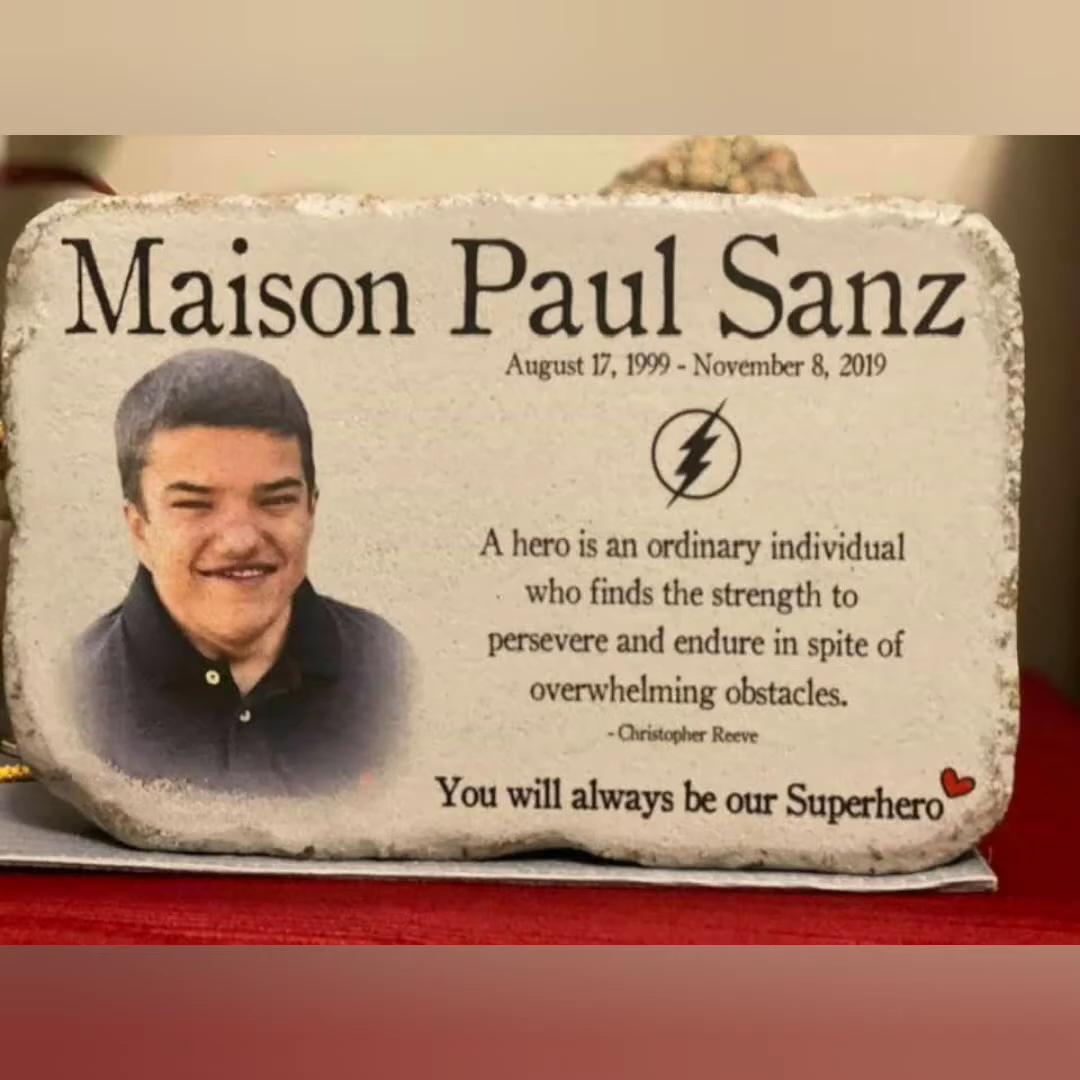 Maison Paul Sanz
August 17, 1999 - November 8, 2019
A hero is an ordinary individual
who finds the strength to
persevere and endure in spite of
overwhelming obstacles.
- Christopher Reeve
You will always be our Superhero